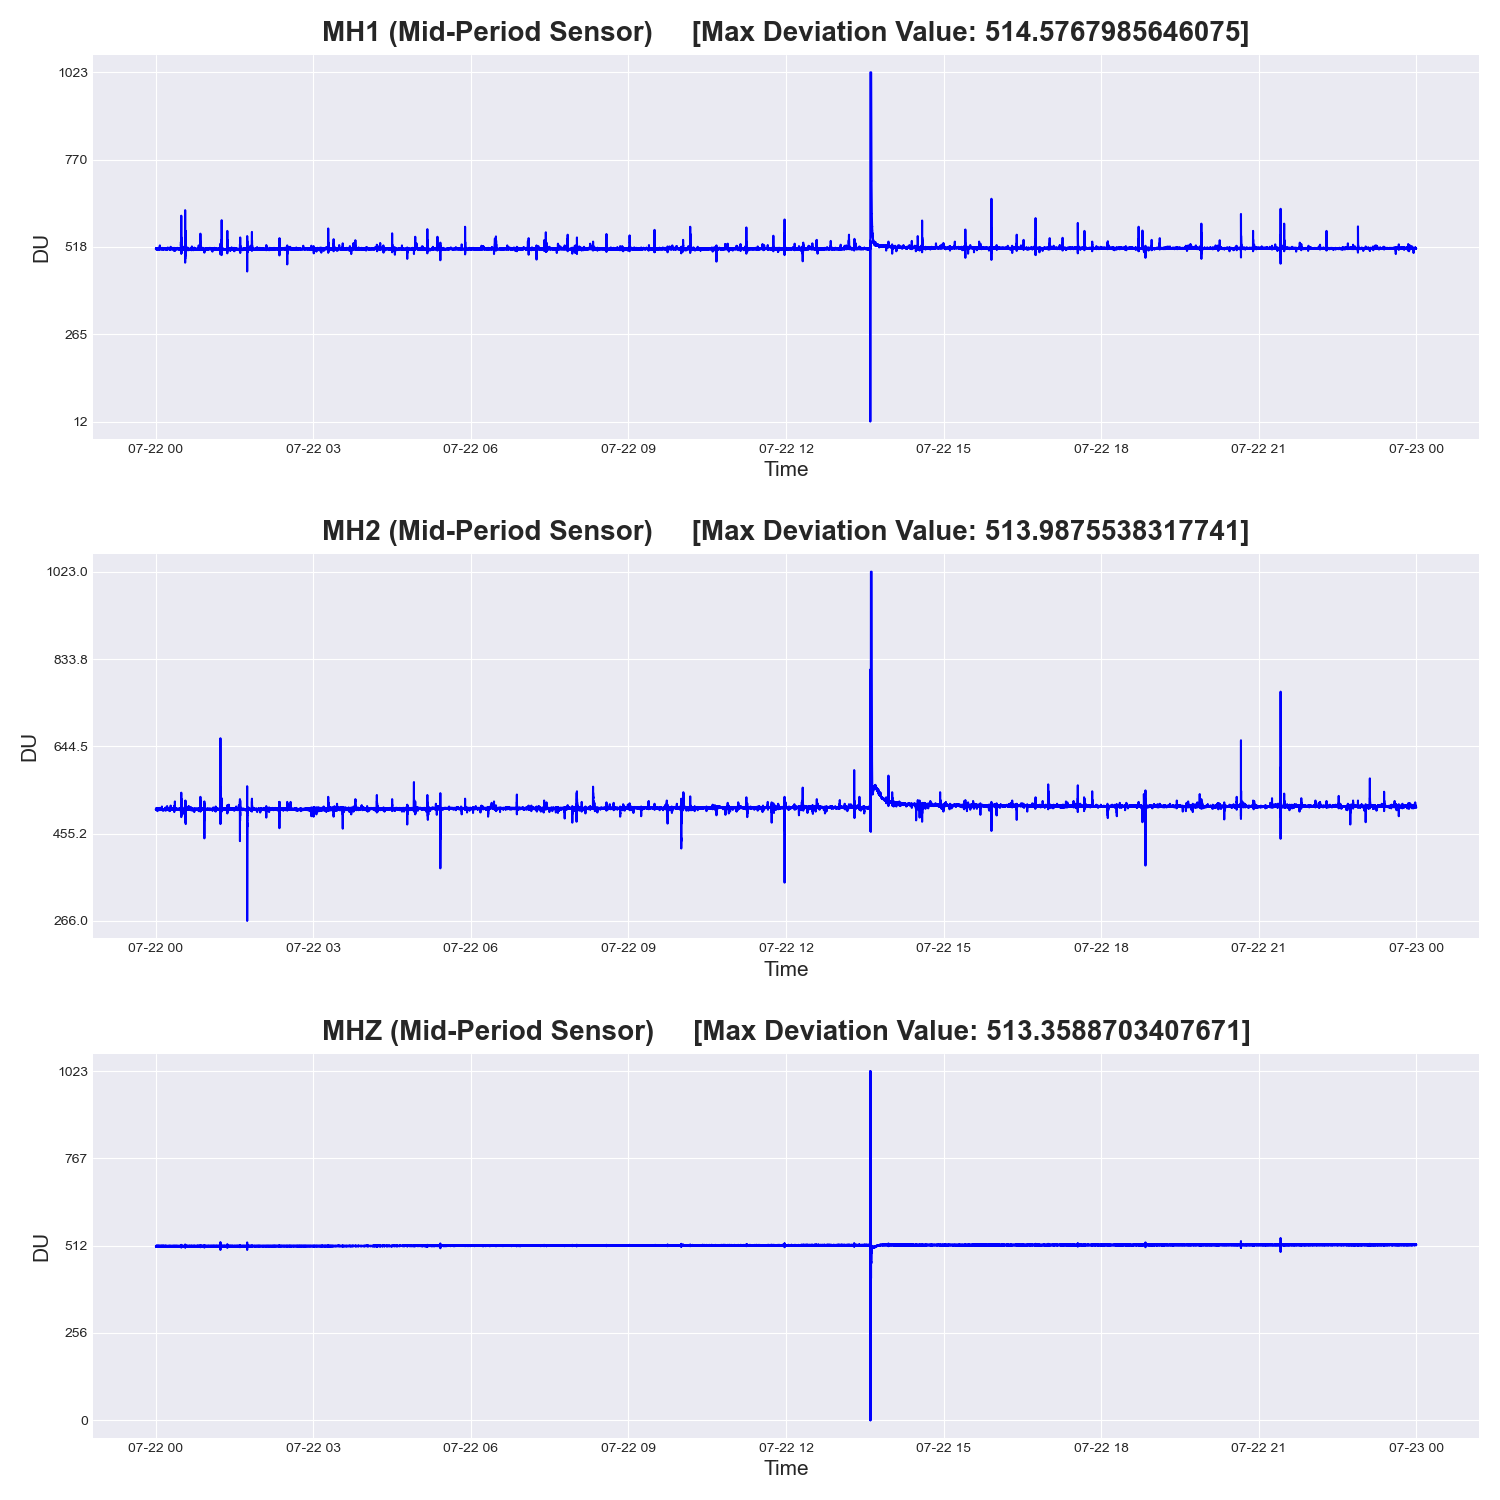 MH1 (Mid-Period Sensor) [Max Deviation Value: 514.5767985646075]
1023
770
518
265
12
DU
07-22 00 07-22 03 07-22 06 07-22 09 07-22 12 07-22 15 07-22 18 07-22 21 07-23 00
Time
MH2 (Mid-Period Sensor) [Max Deviation Value: 513.9875538317741]
1023.0
833.8
644.5
455.2
266.0
DU
07-22 00 07-22 03 07-22 06 07-22 09 07-22 12 07-22 15 07-22 18 07-22 21 07-23 00
Time
MHZ (Mid-Period Sensor) [Max Deviation Value: 513.3588703407671]
1023
767
512
256
0
DU
07-22 00 07-22 03 07-22 06 07-22 09 07-22 12 07-22 15 07-22 18 07-22 21 07-23 00
Time